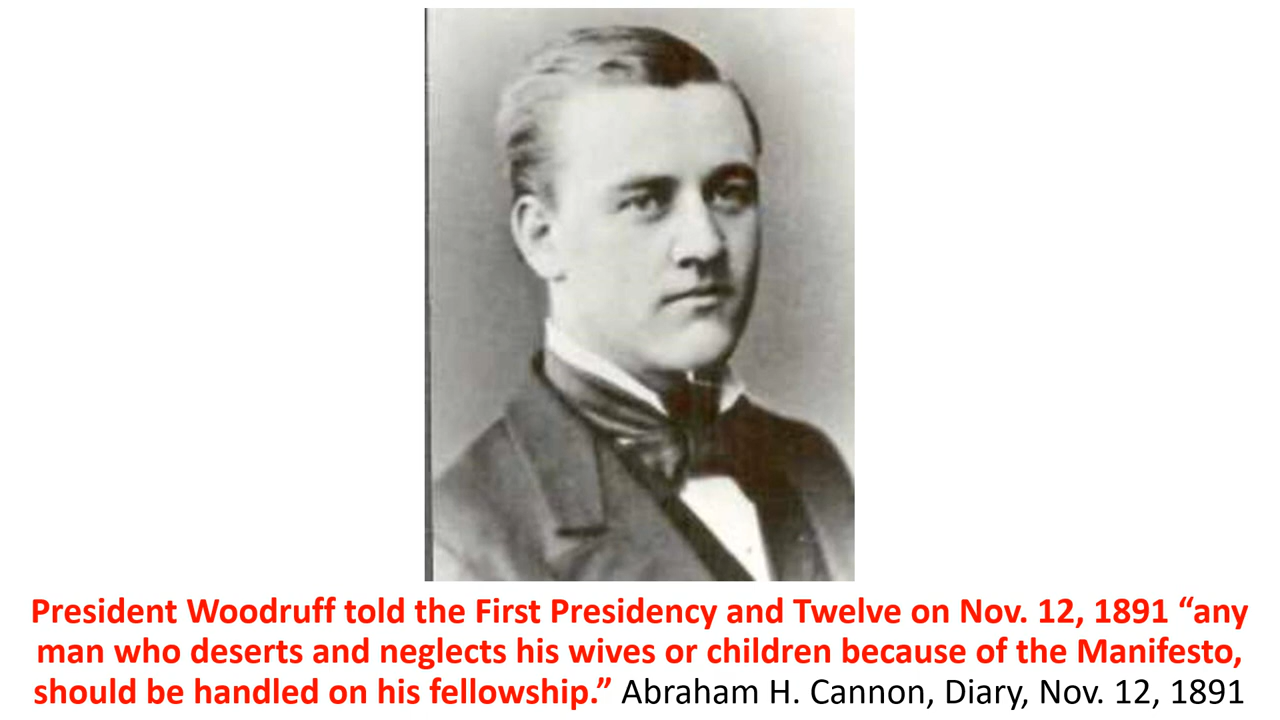 President Woodruff told the First Presidency and Twelve on Nov. 12, 1891 “any
man who deserts and neglects his wives or children because of the Manifesto,
should be handled on his fellowship.” Abraham H. Cannon, Diary, Nov. 12, 1891